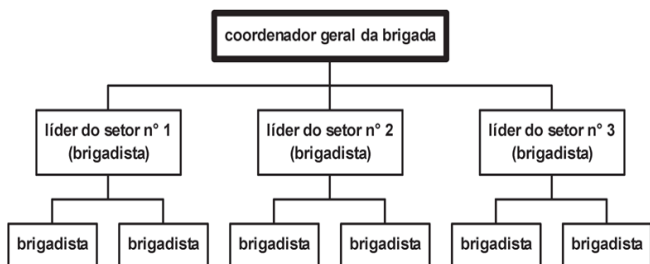 coordenador geral da brigada
líder do setor n° 1
(brigadista)
líder do setor n° 2
(brigadista)
líder do setor n° 3
(brigadista)
brigadista
brigadista
brigadista
brigadista
brigadista
brigadista